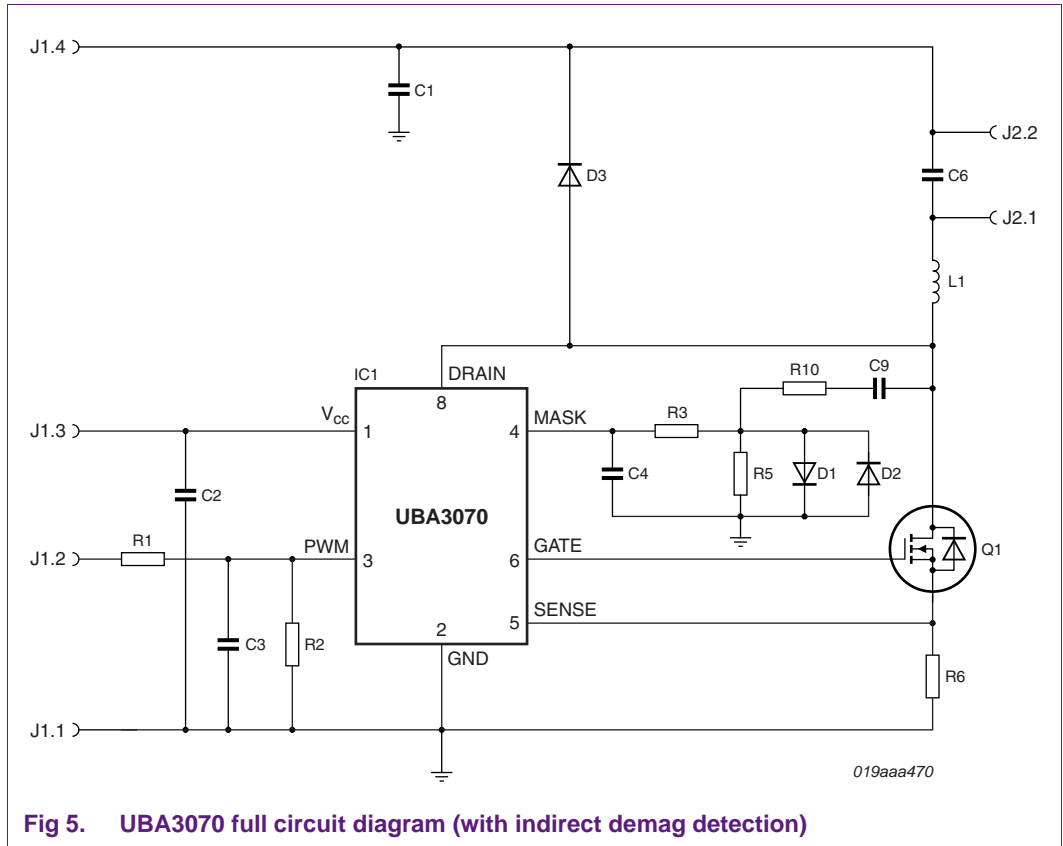 J1.4
C1
J2.2
D3
C6
J2.1
L1
IC1
DRAIN
8
R10
C9
J1.3
Vcc
1
4
MASK
R3
C2
C4
R5
D1
D2
UBA3070
J1.2
R1
PWM
3
6
GATE
Q1
C3
R2
5
SENSE
2
GND
R6
J1.1
019aaa470
Fig 5. UBA3070 full circuit diagram (with indirect demag detection)